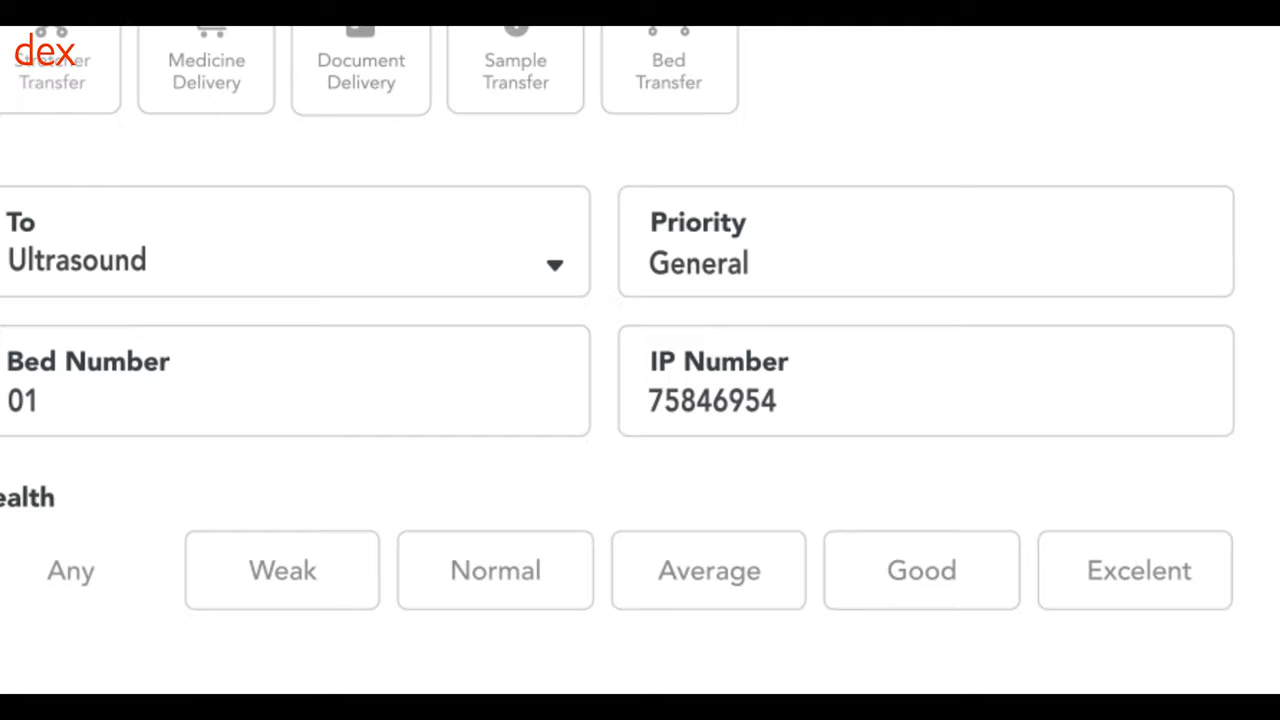 dex
Stretcher Transfer
Medicine Delivery
Document Delivery
Sample Transfer
Bed Transfer
To
Ultrasound
Priority
General
Bed Number
01
IP Number
75846954
ealth
Any
Weak
Normal
Average
Good
Excelent